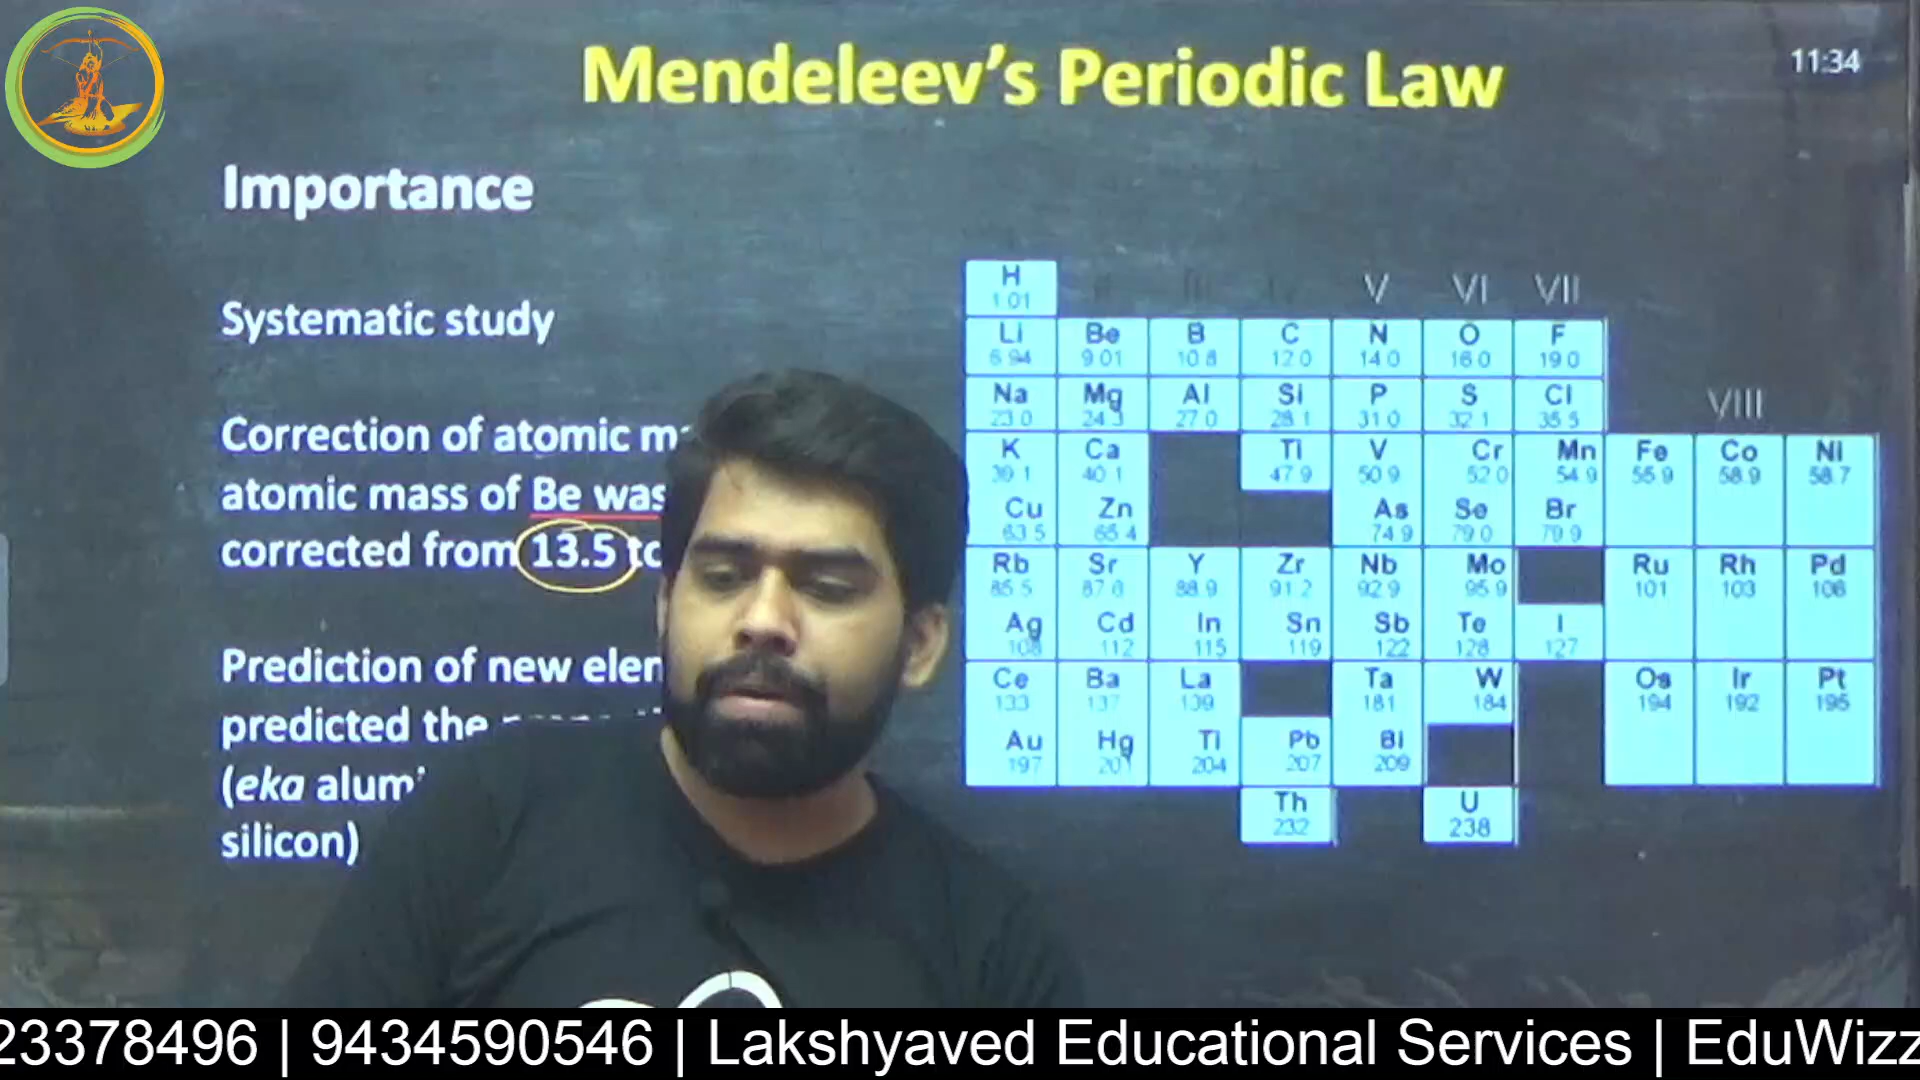 Mendeleev's Periodic Law
11:34
Importance
Systematic study
Correction of atomic
atomic mass of Be was
corrected from 13.5 to
Prediction of new
predicted the
(eka
silicon)
H
1.01
V VI VII
Li Be B C N O F
6.94 9.01 10.8 12.0 14.0 16.0 19.0
Na Mg Al Si P S Cl
23.0 24.3 27.0 28.1 31.0 32.1 35.5
VIII
K Ca Ti V Cr Mn Fe Co Ni
39.1 40.1 47.9 50.9 52.0 54.9 55.9 58.9 58.7
Cu Zn As Se Br
63.5 65.4 74.9 79.0 79.9
Rb Sr Y Zr Nb Mo Ru Rh Pd
85.5 88.9 91.2 92.9 95.9 101 103 106
Ag Cd In Sn Sb Te I
108 112 115 119 122 128 127
Ce Ba La Ta W Os Ir Pt
133 137 139 181 184 194 192 195
Au Hg Tl Pb Bi
197 201 204 207 209
Th U
232 238
23378496 | 9434590546 | Lakshyaved Educational Services | EduWizz